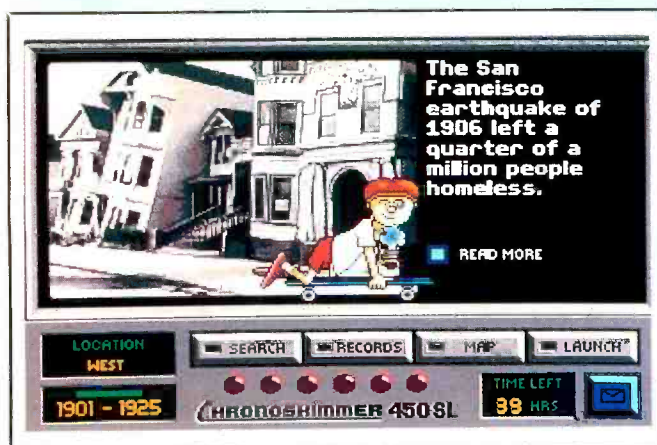 The San
Francisco
earthquake of
1906 left a
quarter of a
million people
homeless.
READ MORE
LOCATION
WEST
SEARCH
RECORDS
MAP
LAUNCH
1901 - 1925
CHRONOSKIMMER 450SL
TIME LEFT
38 HRS